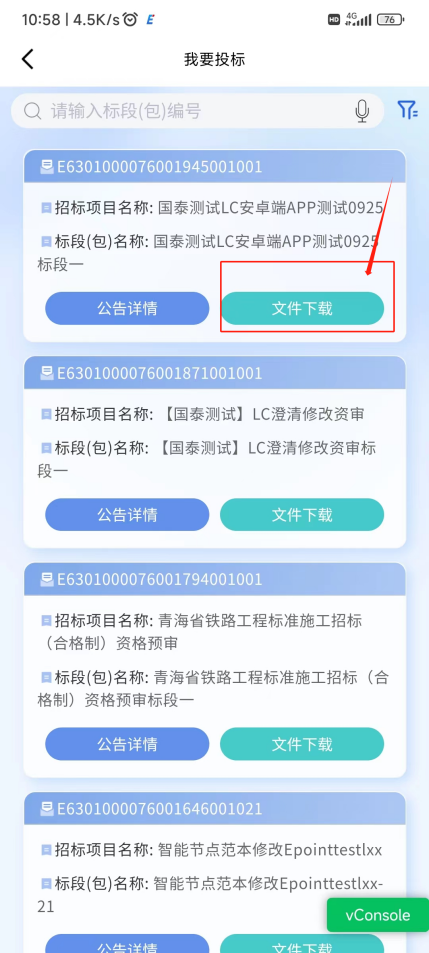 10:58 | 4.5K/s E HD 4G 76
我要投标
请输入标段(包)编号
E6301000076001945001001
招标项目名称: 国泰测试LC安卓端APP测试0925
标段(包)名称: 国泰测试LC安卓端APP测试0925
标段一
公告详情 文件下载
E6301000076001871001001
招标项目名称: 【国泰测试】LC澄清修改资审
标段(包)名称: 【国泰测试】LC澄清修改资审标
段一
公告详情 文件下载
E6301000076001794001001
招标项目名称: 青海省铁路工程标准施工招标
（合格制）资格预审
标段(包)名称: 青海省铁路工程标准施工招标（合
格制）资格预审标段一
公告详情 文件下载
E6301000076001646001021
招标项目名称: 智能节点范本修改Epointtestlxx
标段(包)名称: 智能节点范本修改Epointtestlxx-
21
vConsole
公告详情 文件下载